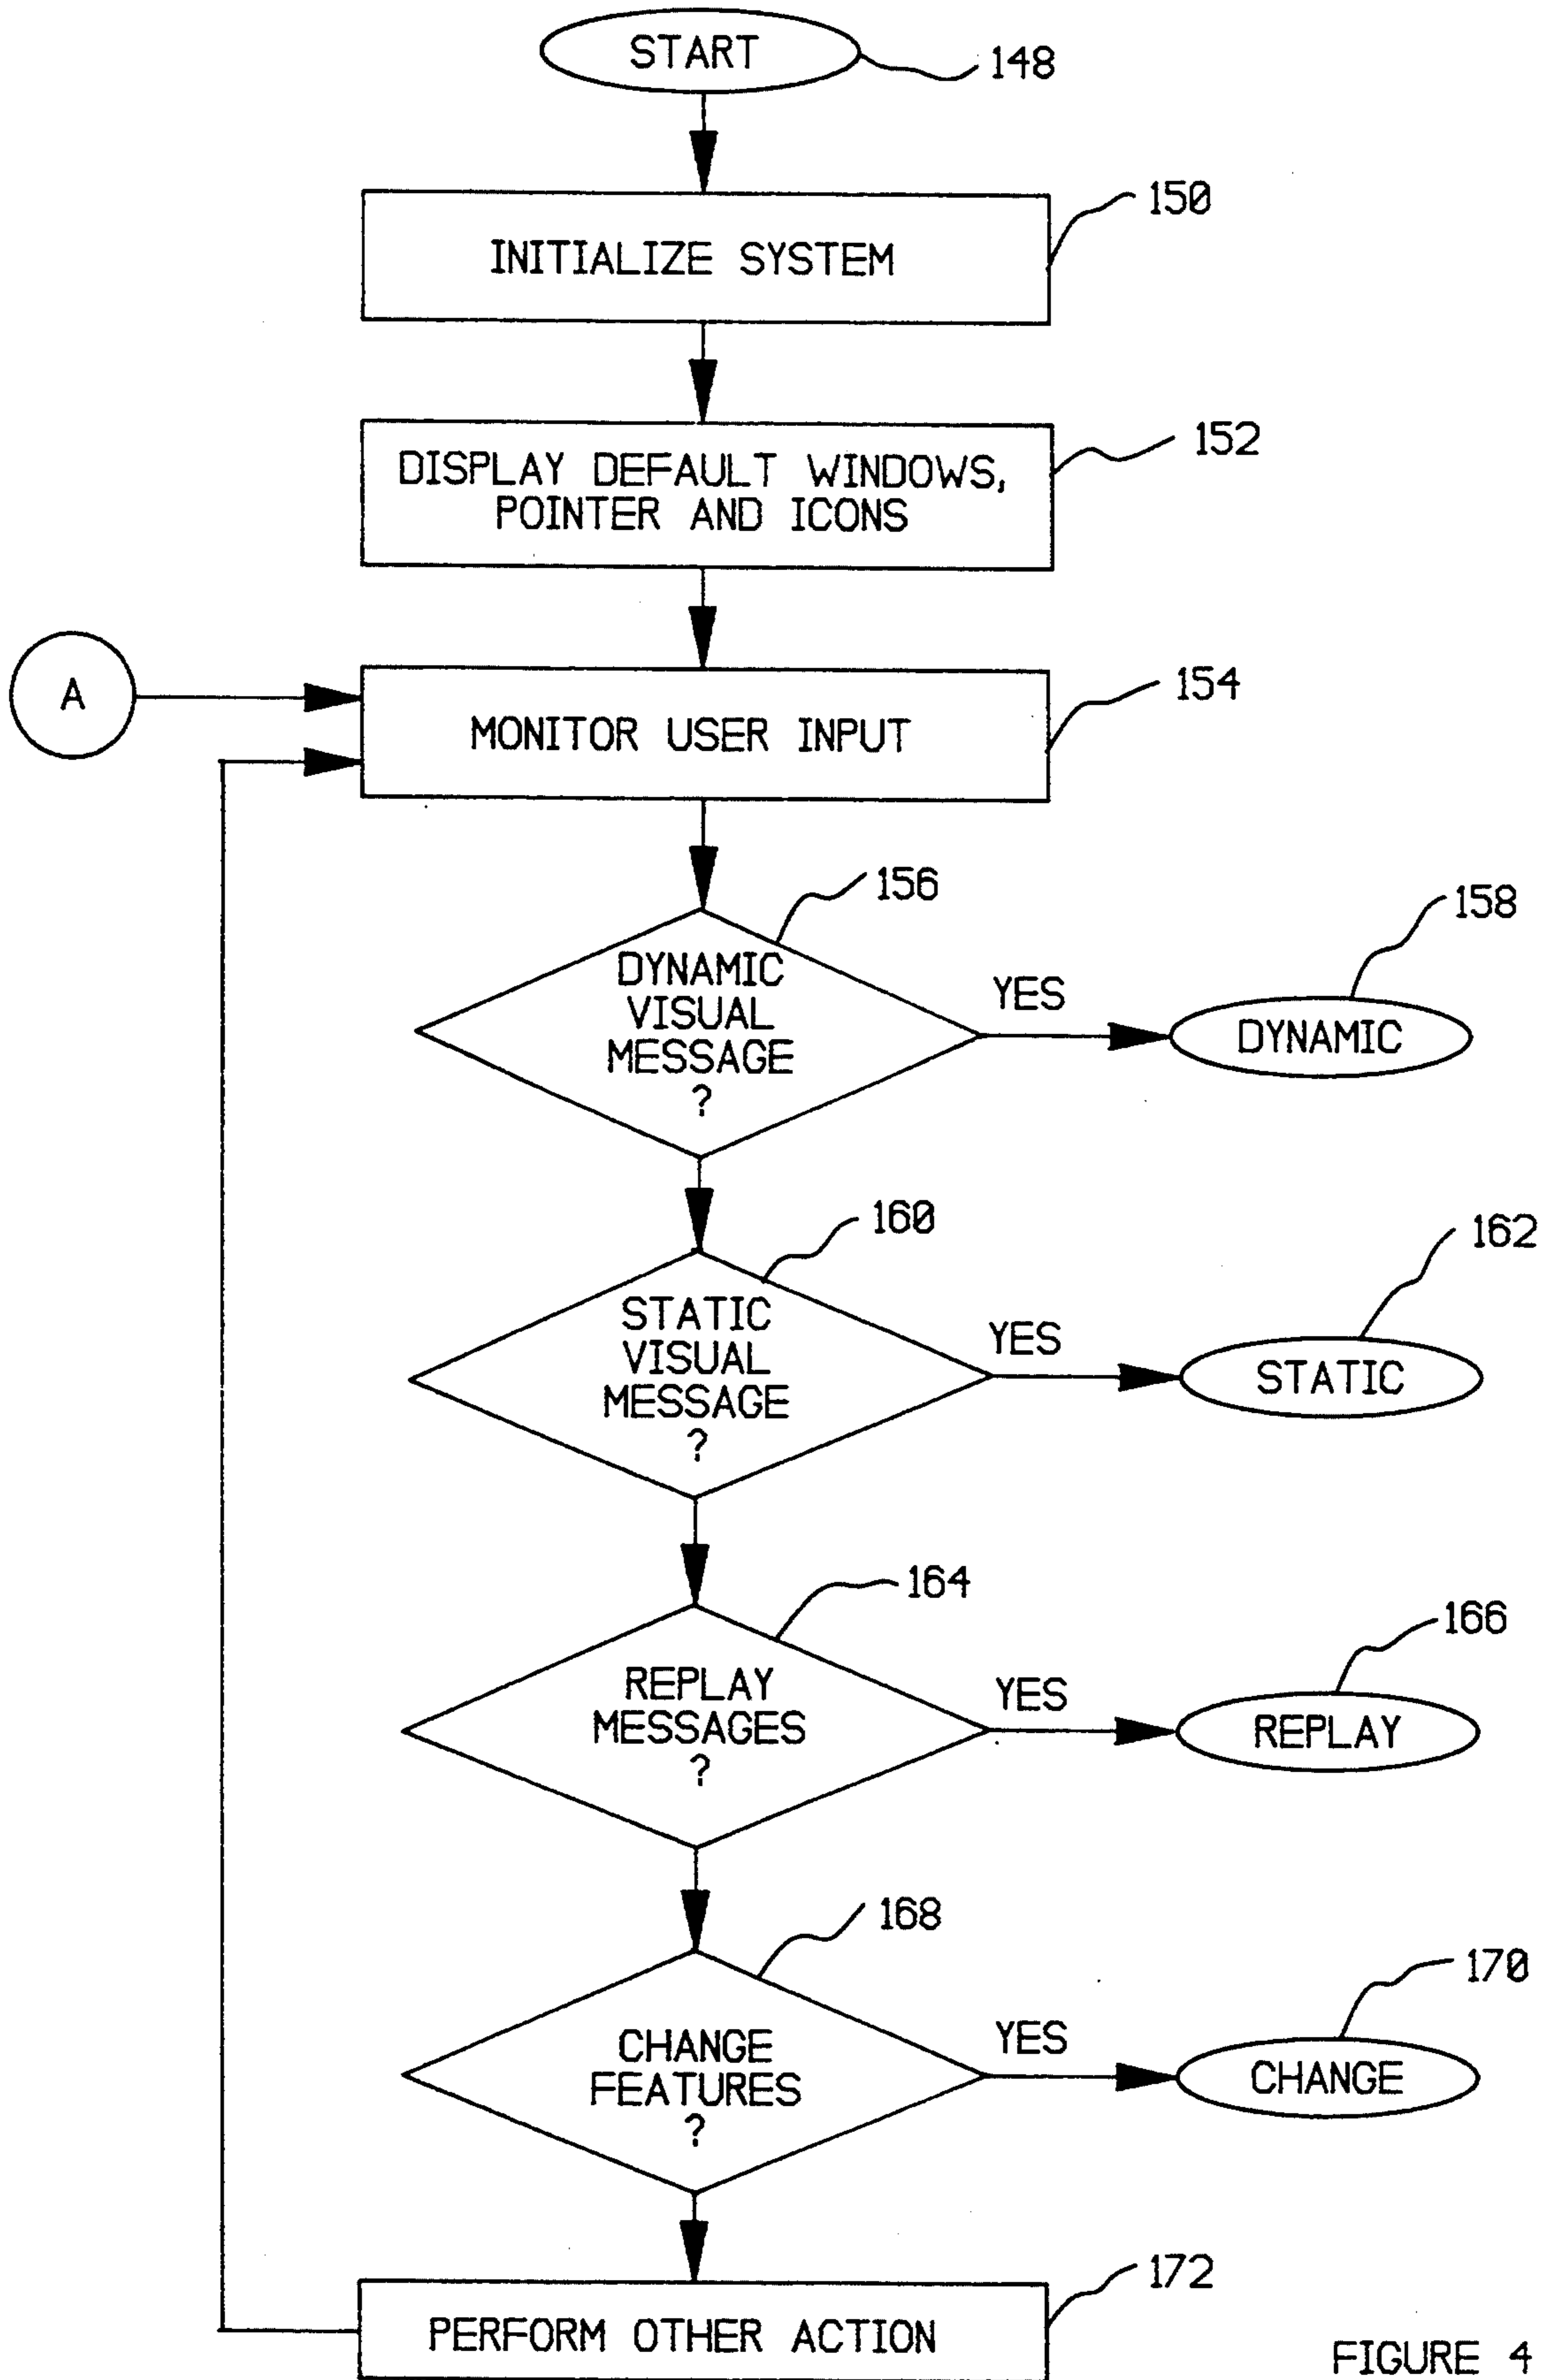 START
148
150
INITIALIZE SYSTEM
152
DISPLAY DEFAULT WINDOWS,
POINTER AND ICONS
A
154
MONITOR USER INPUT
156
DYNAMIC
VISUAL
MESSAGE
?
YES
158
DYNAMIC
160
STATIC
VISUAL
MESSAGE
?
YES
162
STATIC
164
REPLAY
MESSAGES
?
YES
166
REPLAY
168
CHANGE
FEATURES
?
YES
170
CHANGE
172
PERFORM OTHER ACTION
FIGURE 4